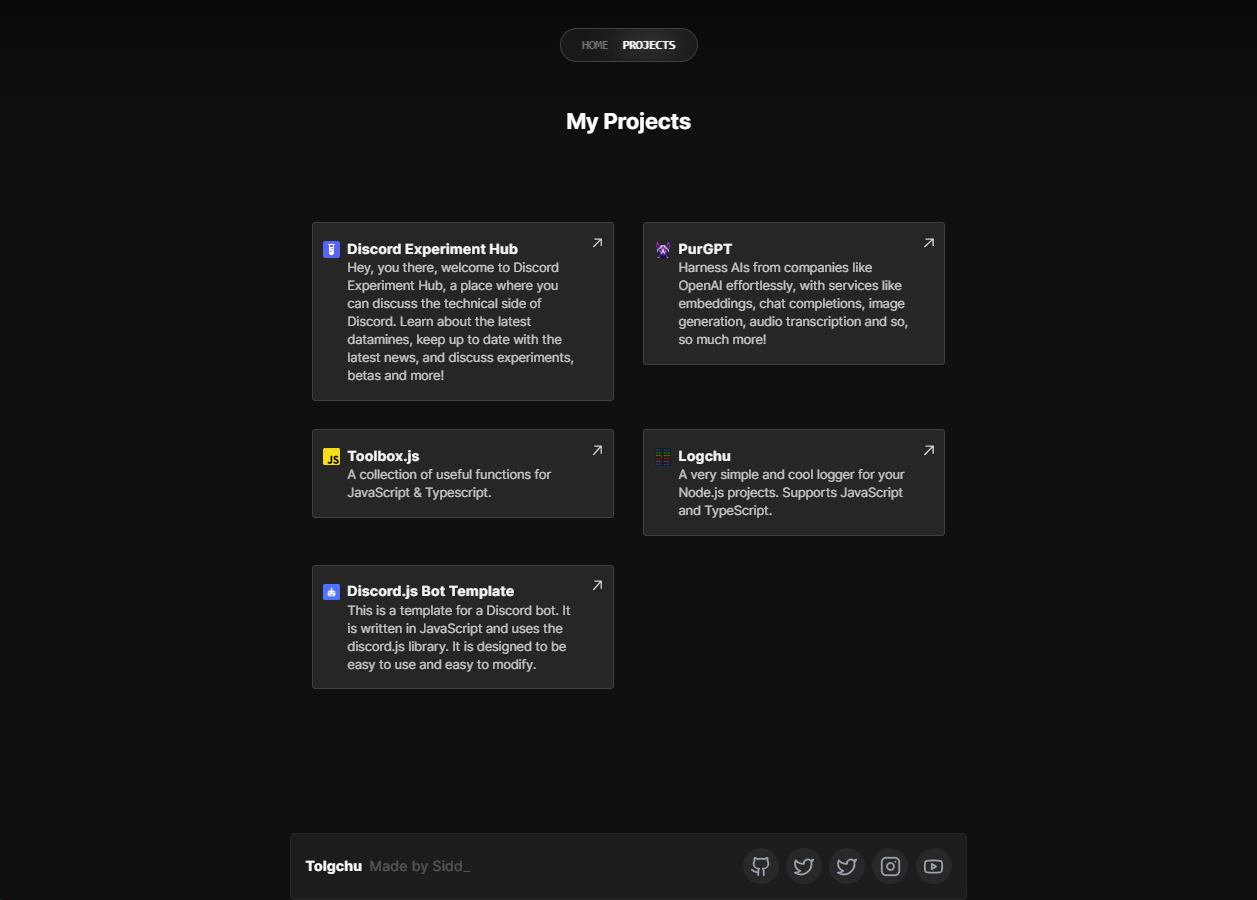 HOME PROJECTS
My Projects
Discord Experiment Hub
Hey, you there, welcome to Discord
Experiment Hub, a place where you
can discuss the technical side of
Discord. Learn about the latest
datamines, keep up to date with the
latest news, and discuss experiments,
betas and more!
PurGPT
Harness AIs from companies like
OpenAI effortlessly, with services like
embeddings, chat completions, image
generation, audio transcription and so,
so much more!
JS Toolbox.js
A collection of useful functions for
JavaScript & Typescript.
Logchu
A very simple and cool logger for your
Node.js projects. Supports JavaScript
and TypeScript.
Discord.js Bot Template
This is a template for a Discord bot. It
is written in JavaScript and uses the
discord.js library. It is designed to be
easy to use and easy to modify.
Tolgchu Made by Sidd_